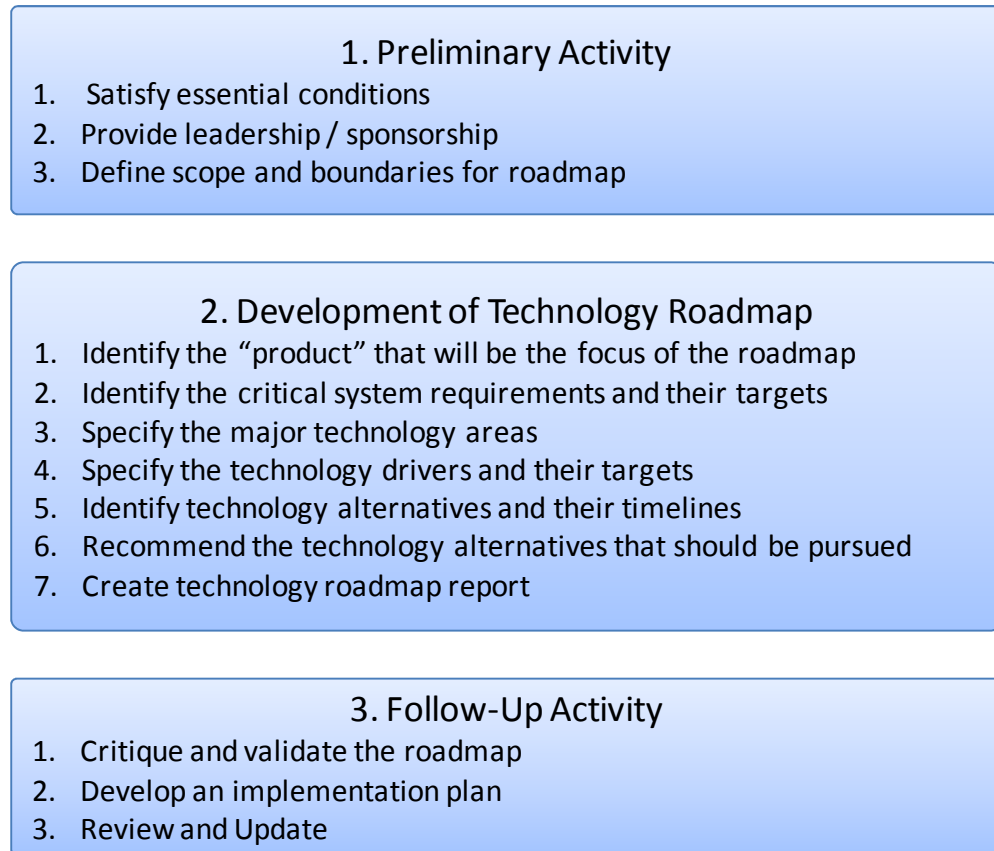 1. Preliminary Activity
1. Satisfy essential conditions
2. Provide leadership / sponsorship
3. Define scope and boundaries for roadmap
2. Development of Technology Roadmap
1. Identify the “product” that will be the focus of the roadmap
2. Identify the critical system requirements and their targets
3. Specify the major technology areas
4. Specify the technology drivers and their targets
5. Identify technology alternatives and their timelines
6. Recommend the technology alternatives that should be pursued
7. Create technology roadmap report
3. Follow-Up Activity
1. Critique and validate the roadmap
2. Develop an implementation plan
3. Review and Update